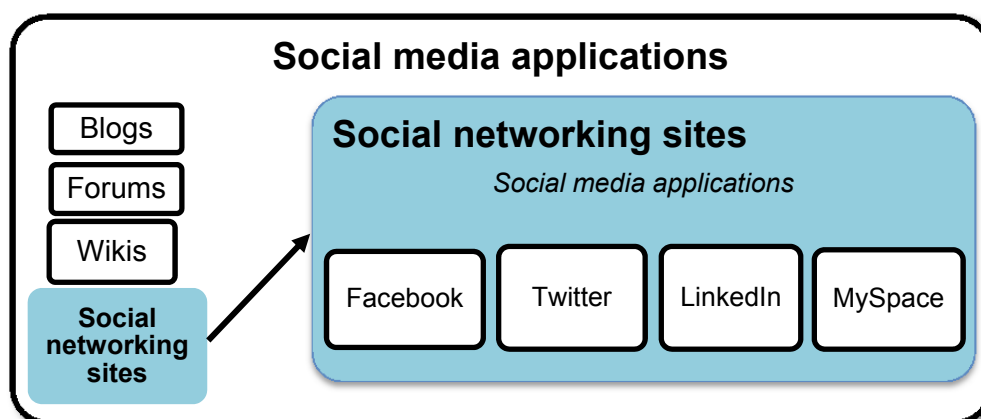 Social media applications
Blogs
Forums
Wikis
Social
networking
sites
Social networking sites
Social media applications
Facebook
Twitter
LinkedIn
MySpace